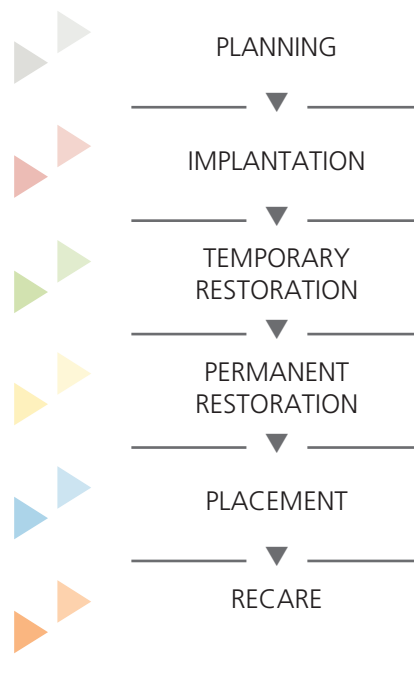 PLANNING
IMPLANTATION
TEMPORARY
RESTORATION
PERMANENT
RESTORATION
PLACEMENT
RECARE